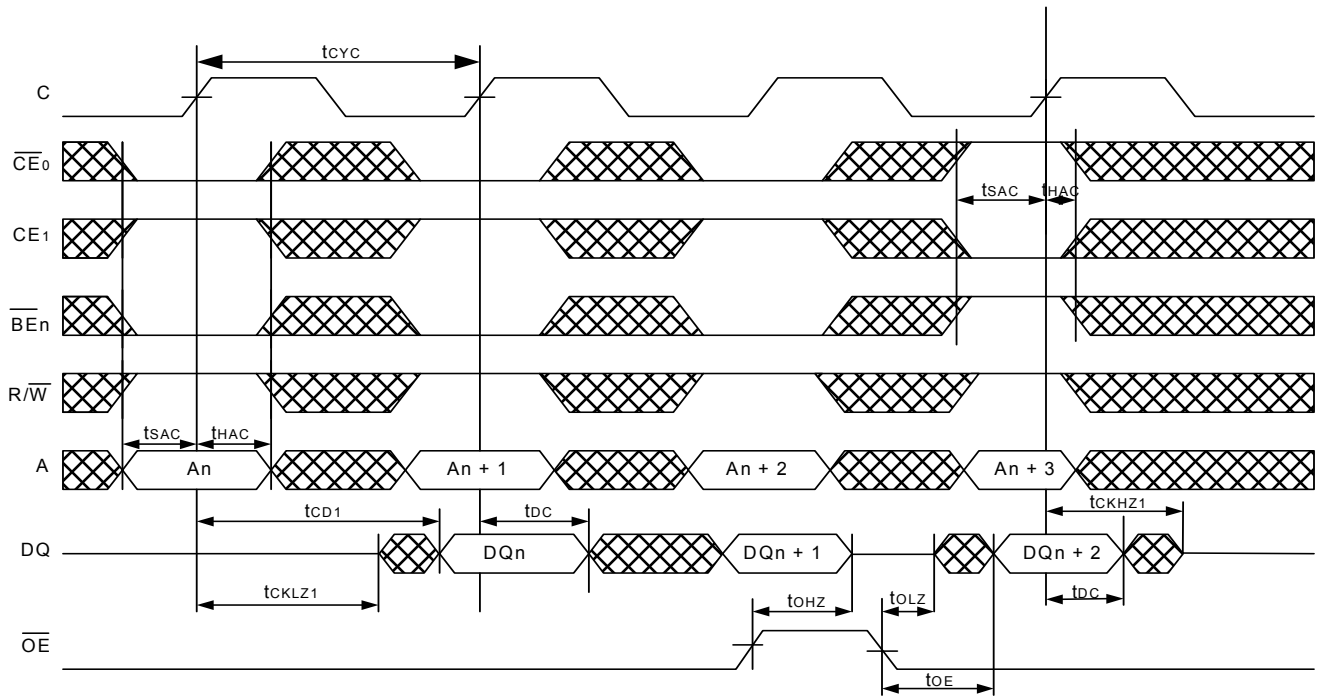 tCYC
C
CE0
tSAC tHAC
CE1
BEn
R/W
tSAC tHAC
A An An + 1 An + 2 An + 3
tCD1 tDC tCKHZ1
DQ DQn DQn + 1 DQn + 2
tCKLZ1 tOHZ tOLZ tDC
OE
tOE